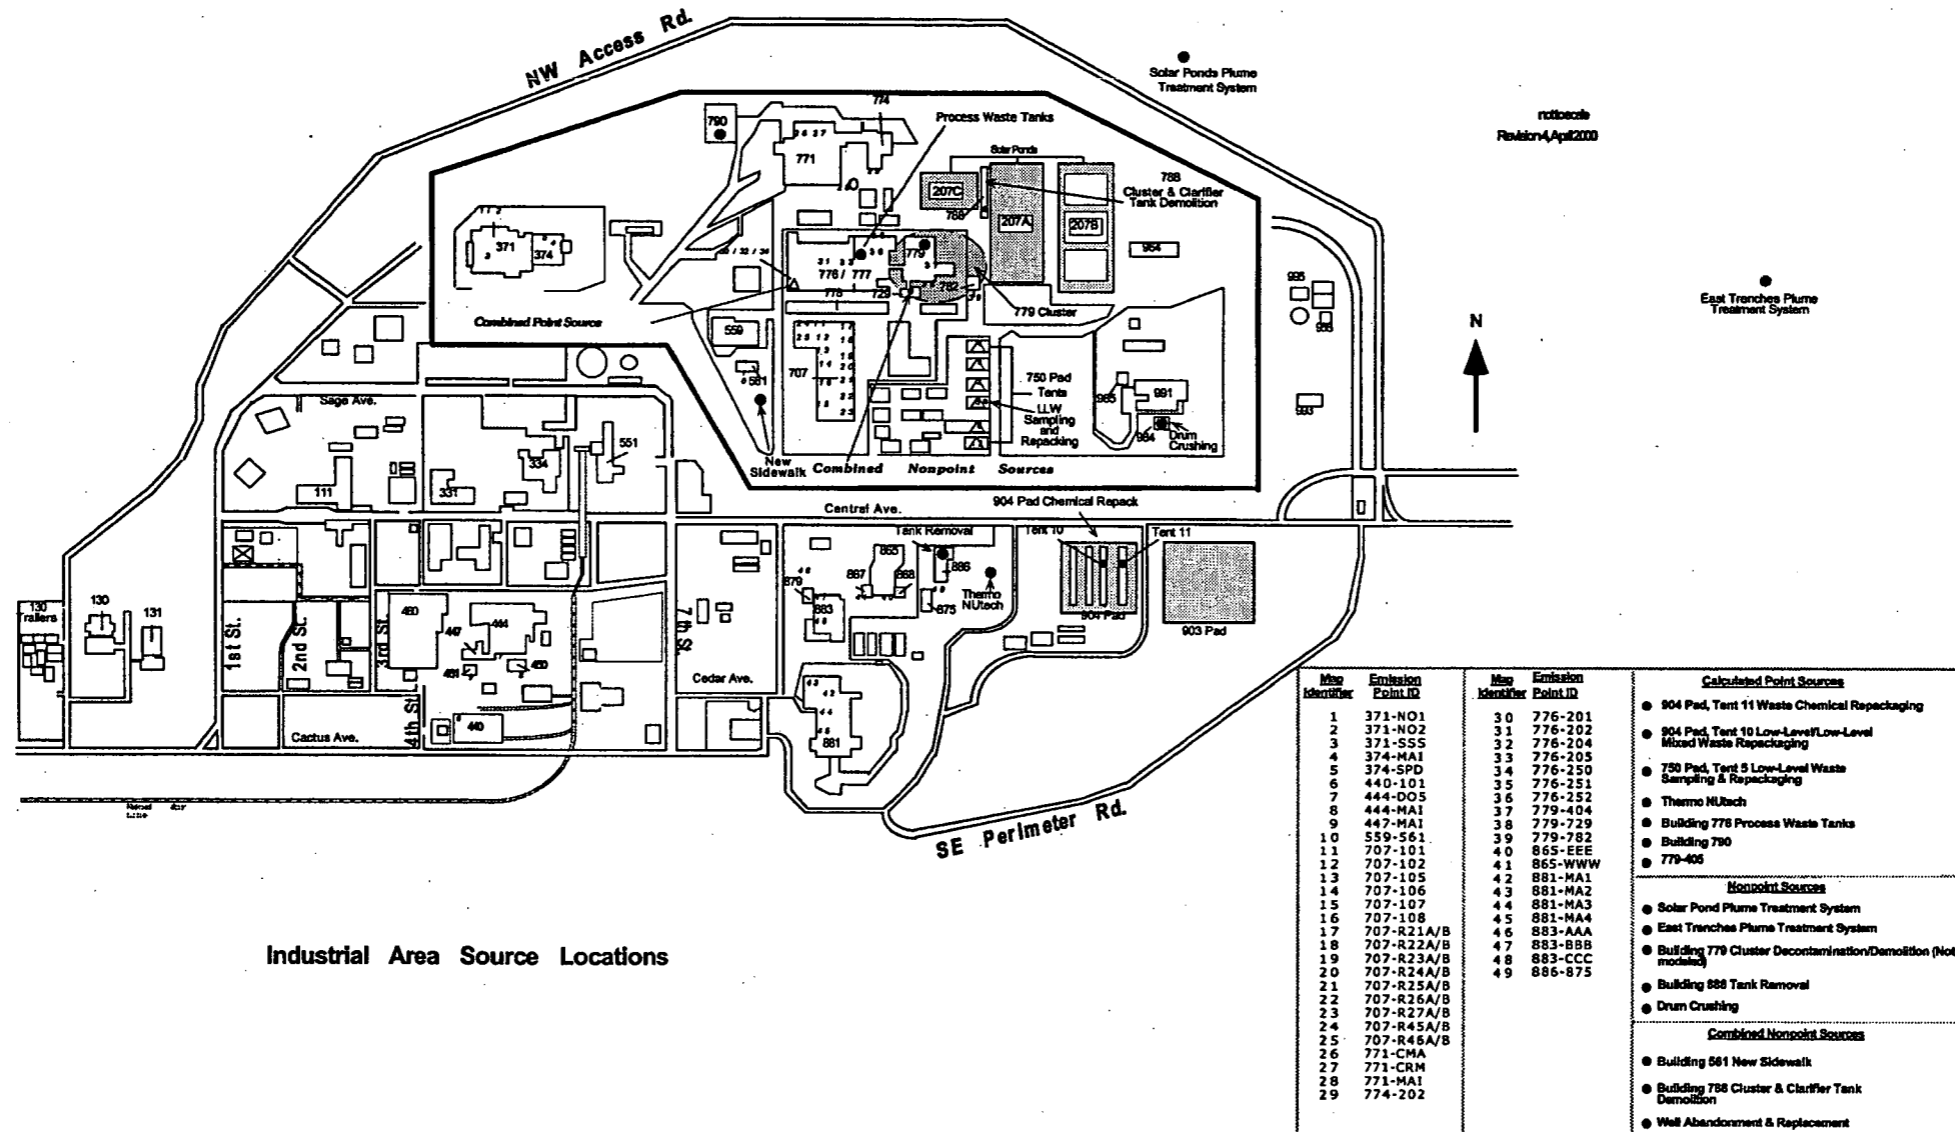 NW Access Rd.
Solar Ponds Plume
Treatment System
not to scale
Revision 4, April 2000
774
790
Process Waste Tanks
26 27
771
Solar Ponds
788
Cluster & Clarifier
Tank Demolition
207C
788
207A
207B
964
371
374
779
776 / 777
778
729
782
779 Cluster
Combined Point Source
559
561
707
750 Pad
Tents
LLW
Sampling
and
Repacking
985
991
984
Drum
Crushing
995
993
East Trenches Plume
Treatment System
N
New
Sidewalk
Combined Nonpoint Sources
Sage Ave.
551
334
331
111
Central Ave.
904 Pad Chemical Repack
Tank Removal
Tent 10
Tent 11
865
886
867
868
879
883
875
Thermo
NUtech
904 Pad
903 Pad
130
Trailers
130
131
1st St.
2nd St.
3rd St.
4th St.
460
447
444
451
450
440
Cedar Ave.
Cactus Ave.
881
SE Perimeter Rd.
Industrial Area Source Locations
Map
Identifier
Emission
Point ID
1 371-NO1
2 371-NO2
3 371-SSS
4 374-MAI
5 374-SPD
6 440-101
7 444-DO5
8 444-MAI
9 447-MAI
10 559-561
11 707-101
12 707-102
13 707-105
14 707-106
15 707-107
16 707-108
17 707-R21A/B
18 707-R22A/B
19 707-R23A/B
20 707-R24A/B
21 707-R25A/B
22 707-R26A/B
23 707-R27A/B
24 707-R45A/B
25 707-R46A/B
26 771-CMA
27 771-CRM
28 771-MAI
29 774-202
Map
Identifier
Emission
Point ID
30 776-201
31 776-202
32 776-204
33 776-205
34 776-250
35 776-251
36 776-252
37 779-404
38 779-729
39 779-782
40 865-EEE
41 865-WWW
42 881-MA1
43 881-MA2
44 881-MA3
45 881-MA4
46 883-AAA
47 883-BBB
48 883-CCC
49 886-875
Calculated Point Sources
904 Pad, Tent 11 Waste Chemical Repackaging
904 Pad, Tent 10 Low-Level/Low-Level
Mixed Waste Repackaging
750 Pad, Tent 5 Low-Level Waste
Sampling & Repackaging
Thermo NUtech
Building 776 Process Waste Tanks
Building 790
779-405
Nonpoint Sources
Solar Pond Plume Treatment System
East Trenches Plume Treatment System
Building 779 Cluster Decontamination/Demolition (Not
modeled)
Building 886 Tank Removal
Drum Crushing
Combined Nonpoint Sources
Building 561 New Sidewalk
Building 788 Cluster & Clarifier Tank
Demolition
Well Abandonment & Replacement